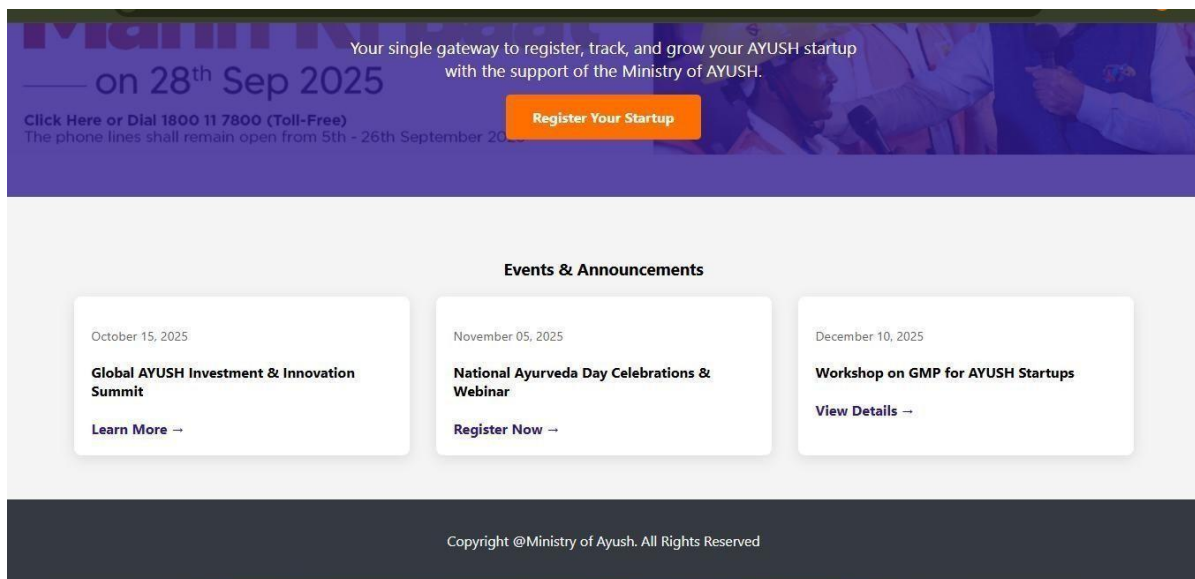 Mann Ki Baat
Your single gateway to register, track, and grow your AYUSH startup
with the support of the Ministry of AYUSH.
on 28th Sep 2025
Click Here or Dial 1800 11 7800 (Toll-Free)
The phone lines shall remain open from 5th - 26th September
Register Your Startup
Events & Announcements
October 15, 2025
Global AYUSH Investment & Innovation
Summit
Learn More →
November 05, 2025
National Ayurveda Day Celebrations &
Webinar
Register Now →
December 10, 2025
Workshop on GMP for AYUSH Startups
View Details →
Copyright @Ministry of Ayush. All Rights Reserved